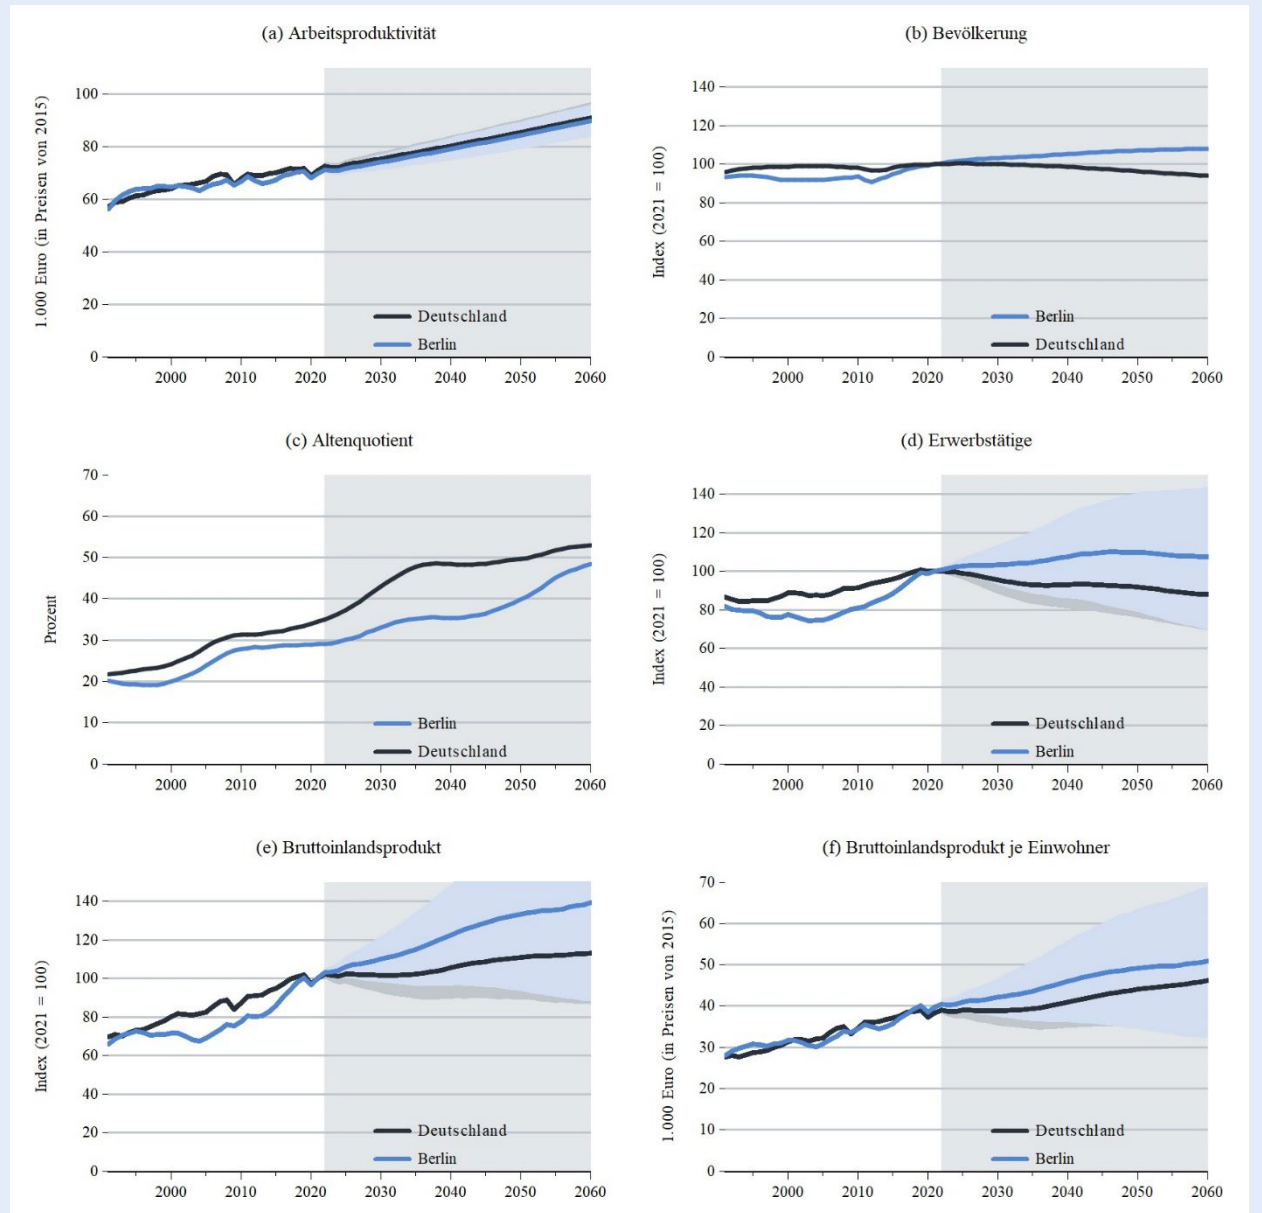 (a) Arbeitsproduktivität
1.000 Euro (in Preisen von 2015)
100
80
60
40
20
0
Deutschland
Berlin
2000 2010 2020 2030 2040 2050 2060
(b) Bevölkerung
Index (2021 = 100)
140
120
100
80
60
40
20
0
Berlin
Deutschland
2000 2010 2020 2030 2040 2050 2060
(c) Altenquotient
Prozent
70
60
50
40
30
20
10
0
Berlin
Deutschland
2000 2010 2020 2030 2040 2050 2060
(d) Erwerbstätige
Index (2021 = 100)
140
120
100
80
60
40
20
0
Deutschland
Berlin
2000 2010 2020 2030 2040 2050 2060
(e) Bruttoinlandsprodukt
Index (2021 = 100)
140
120
100
80
60
40
20
0
Deutschland
Berlin
2000 2010 2020 2030 2040 2050 2060
(f) Bruttoinlandsprodukt je Einwohner
1.000 Euro (in Preisen von 2015)
70
60
50
40
30
20
10
0
Deutschland
Berlin
2000 2010 2020 2030 2040 2050 2060